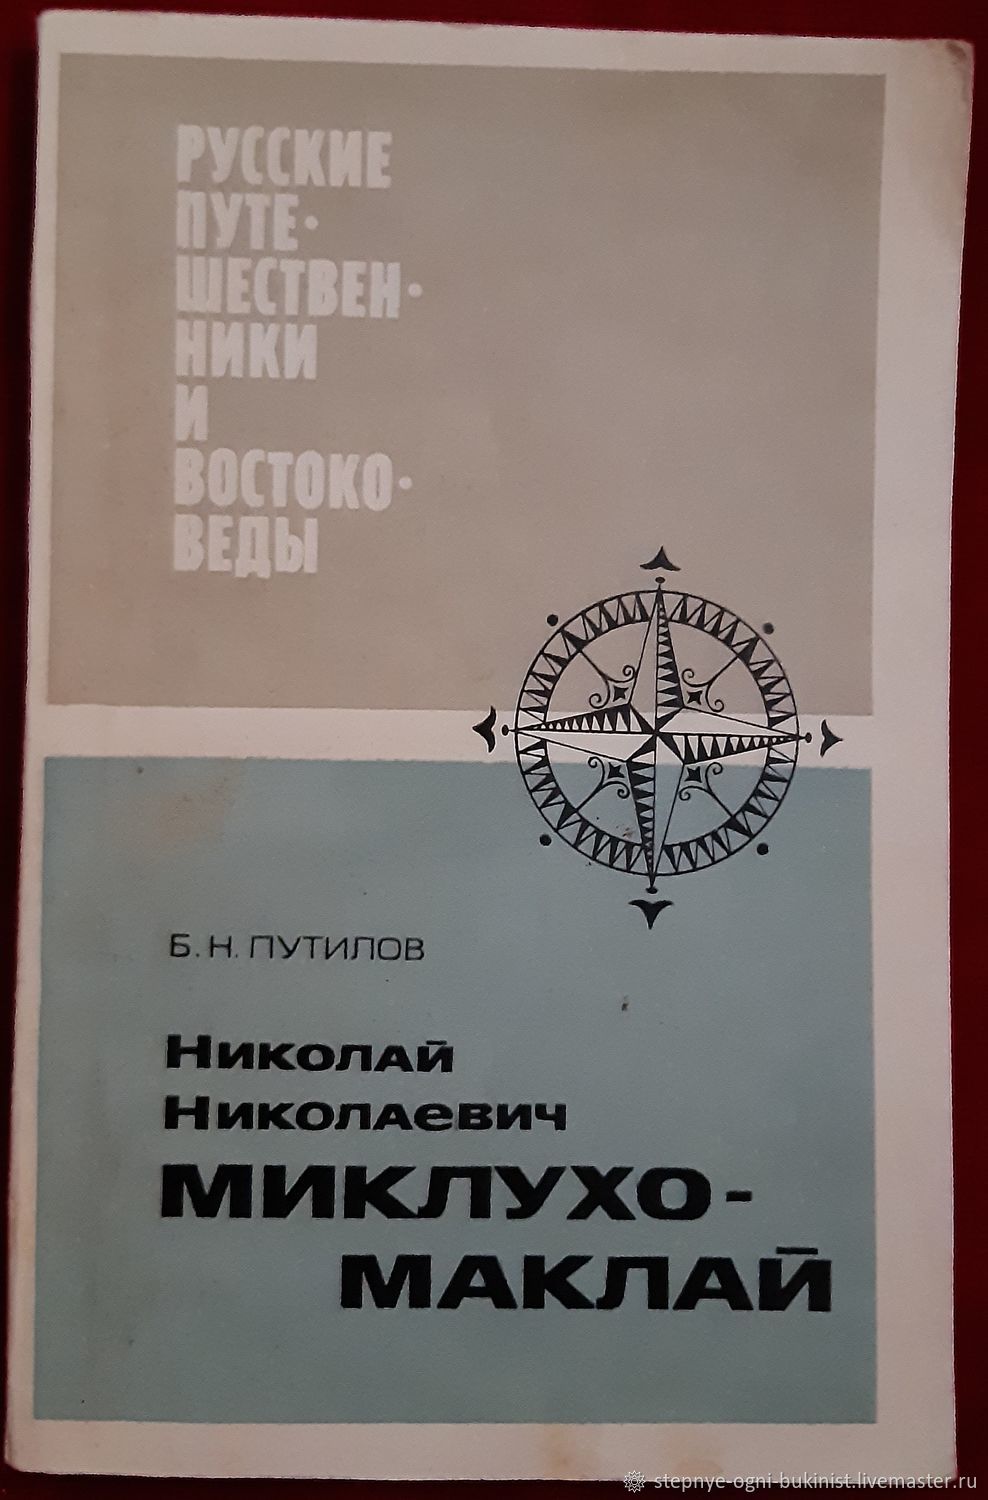 РУССКИЕ
ПУТЕ·
ШЕСТВЕН·
НИКИ
И
ВОСТОКО·
ВЕДЫ
Б. Н. ПУТИЛОВ
Николай
Николаевич
МИКЛУХО-
МАКЛАЙ
stepnye-ogni-bukinist.livemaster.ru